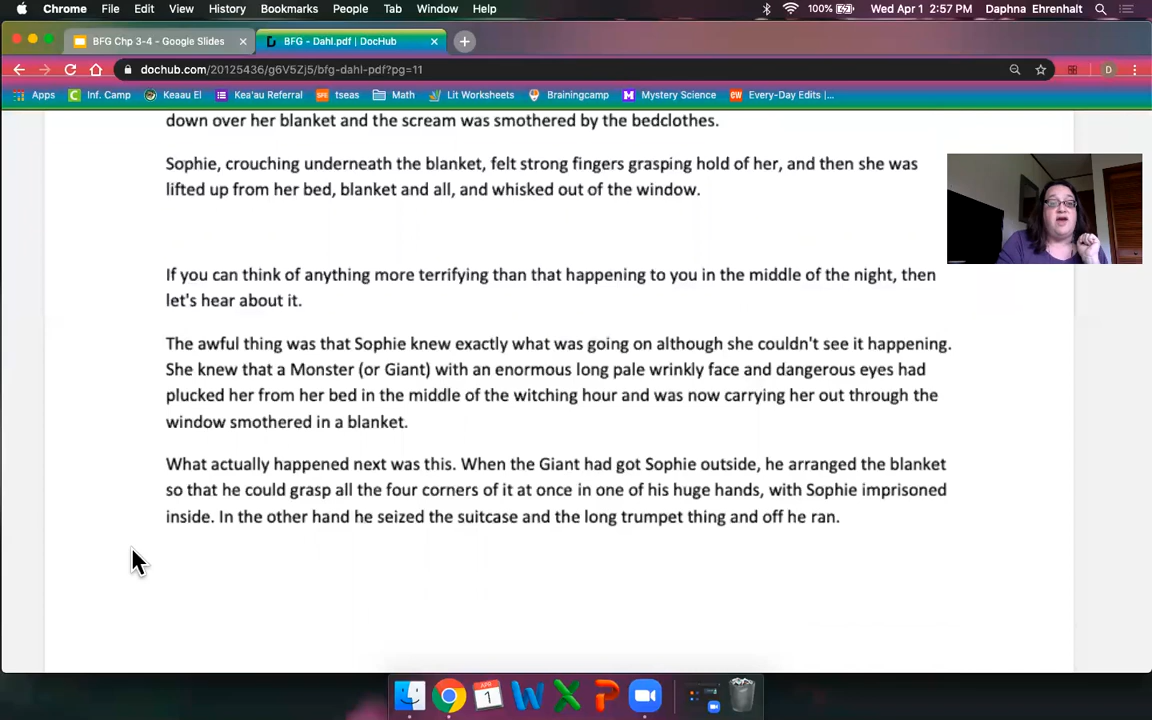 Chrome File Edit View History Bookmarks People Tab Window Help 100% Wed Apr 1 2:57 PM Daphna Ehrenhalt
BFG Chp 3-4 - Google Slides BFG - Dahl.pdf | DocHub
dochub.com/20125436/g6V5Zj5/bfg-dahl-pdf?pg=11 D
Apps Inf. Camp Keaau El Kea'au Referral tseas Math Lit Worksheets Brainingcamp Mystery Science Every-Day Edits |...
down over her blanket and the scream was smothered by the bedclothes.
Sophie, crouching underneath the blanket, felt strong fingers grasping hold of her, and then she was
lifted up from her bed, blanket and all, and whisked out of the window.
If you can think of anything more terrifying than that happening to you in the middle of the night, then
let's hear about it.
The awful thing was that Sophie knew exactly what was going on although she couldn't see it happening.
She knew that a Monster (or Giant) with an enormous long pale wrinkly face and dangerous eyes had
plucked her from her bed in the middle of the witching hour and was now carrying her out through the
window smothered in a blanket.
What actually happened next was this. When the Giant had got Sophie outside, he arranged the blanket
so that he could grasp all the four corners of it at once in one of his huge hands, with Sophie imprisoned
inside. In the other hand he seized the suitcase and the long trumpet thing and off he ran.